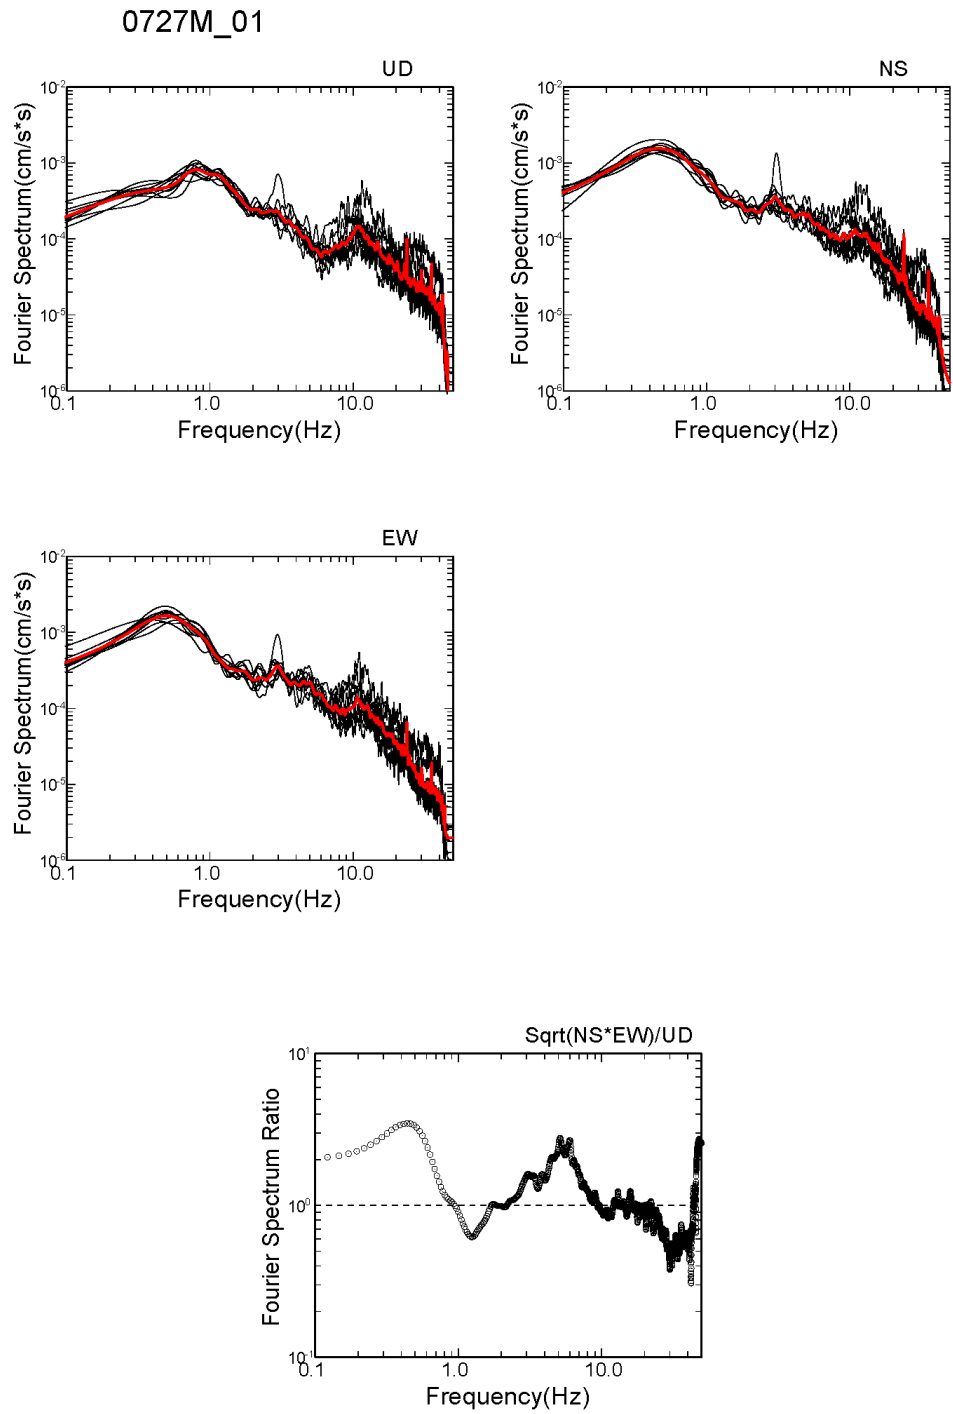 0727M_01
UD
NS
Fourier Spectrum(cm/s*s)
10-2
10-3
10-4
10-5
10-6
0.1 1.0 10.0
Frequency(Hz)
Fourier Spectrum(cm/s*s)
10-2
10-3
10-4
10-5
10-6
0.1 1.0 10.0
Frequency(Hz)
EW
Fourier Spectrum(cm/s*s)
10-2
10-3
10-4
10-5
10-6
0.1 1.0 10.0
Frequency(Hz)
Sqrt(NS*EW)/UD
Fourier Spectrum Ratio
101
100
10-1
0.1 1.0 10.0
Frequency(Hz)